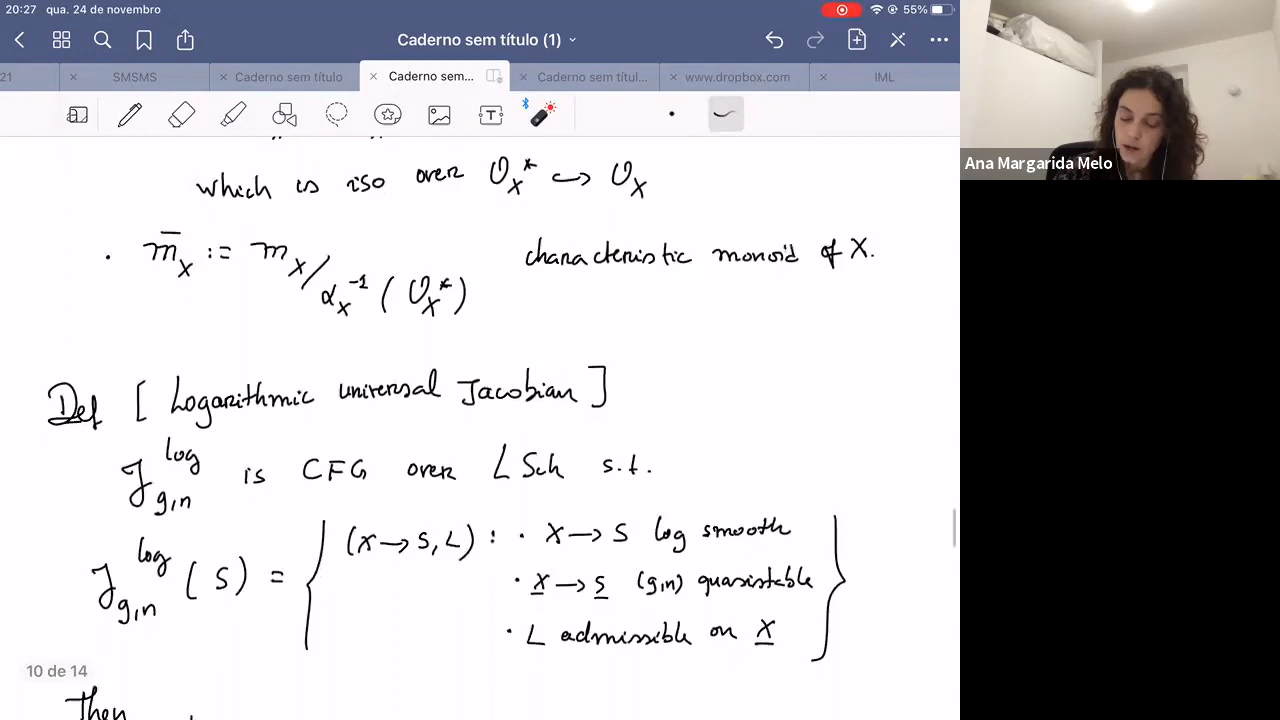 20:27 qua. 24 de novembro
55%
Caderno sem título (1)
21
SMSMS
Caderno sem título
Caderno sem...
Caderno sem títul...
www.dropbox.com
IML
Ana Margarida Melo
which is iso over O_X^* ↪ O_X
· m̄_X := m_X / α_X^{-1} (O_X^*) characteristic monoid of X.
Def [Logarithmic universal Jacobian]
J_{g,n}^{log} is CFG over LSch s.t.
J_{g,n}^{log} (S) = { (X → S, L) : · X → S log smooth
· X → S (g,n) quasistable
· L admissible on X }
10 de 14
then